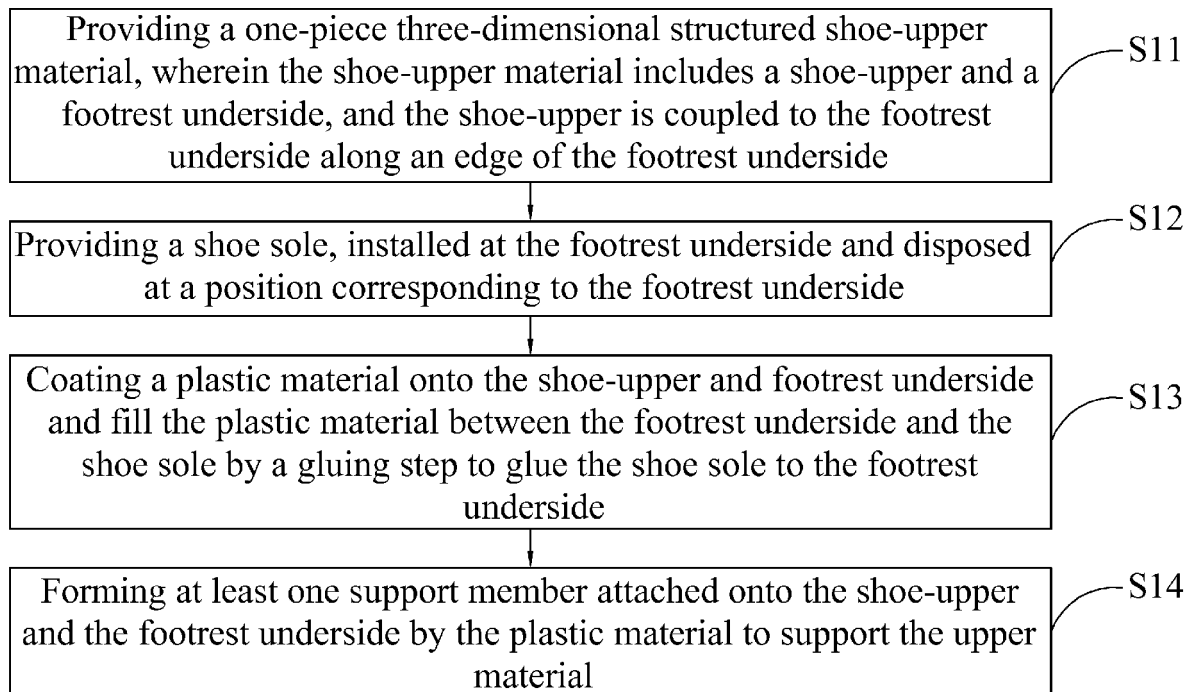 Providing a one-piece three-dimensional structured shoe-upper
material, wherein the shoe-upper material includes a shoe-upper and a
footrest underside, and the shoe-upper is coupled to the footrest
underside along an edge of the footrest underside
S11
Providing a shoe sole, installed at the footrest underside and disposed
at a position corresponding to the footrest underside
S12
Coating a plastic material onto the shoe-upper and footrest underside
and fill the plastic material between the footrest underside and the
shoe sole by a gluing step to glue the shoe sole to the footrest
underside
S13
Forming at least one support member attached onto the shoe-upper
and the footrest underside by the plastic material to support the upper
material
S14